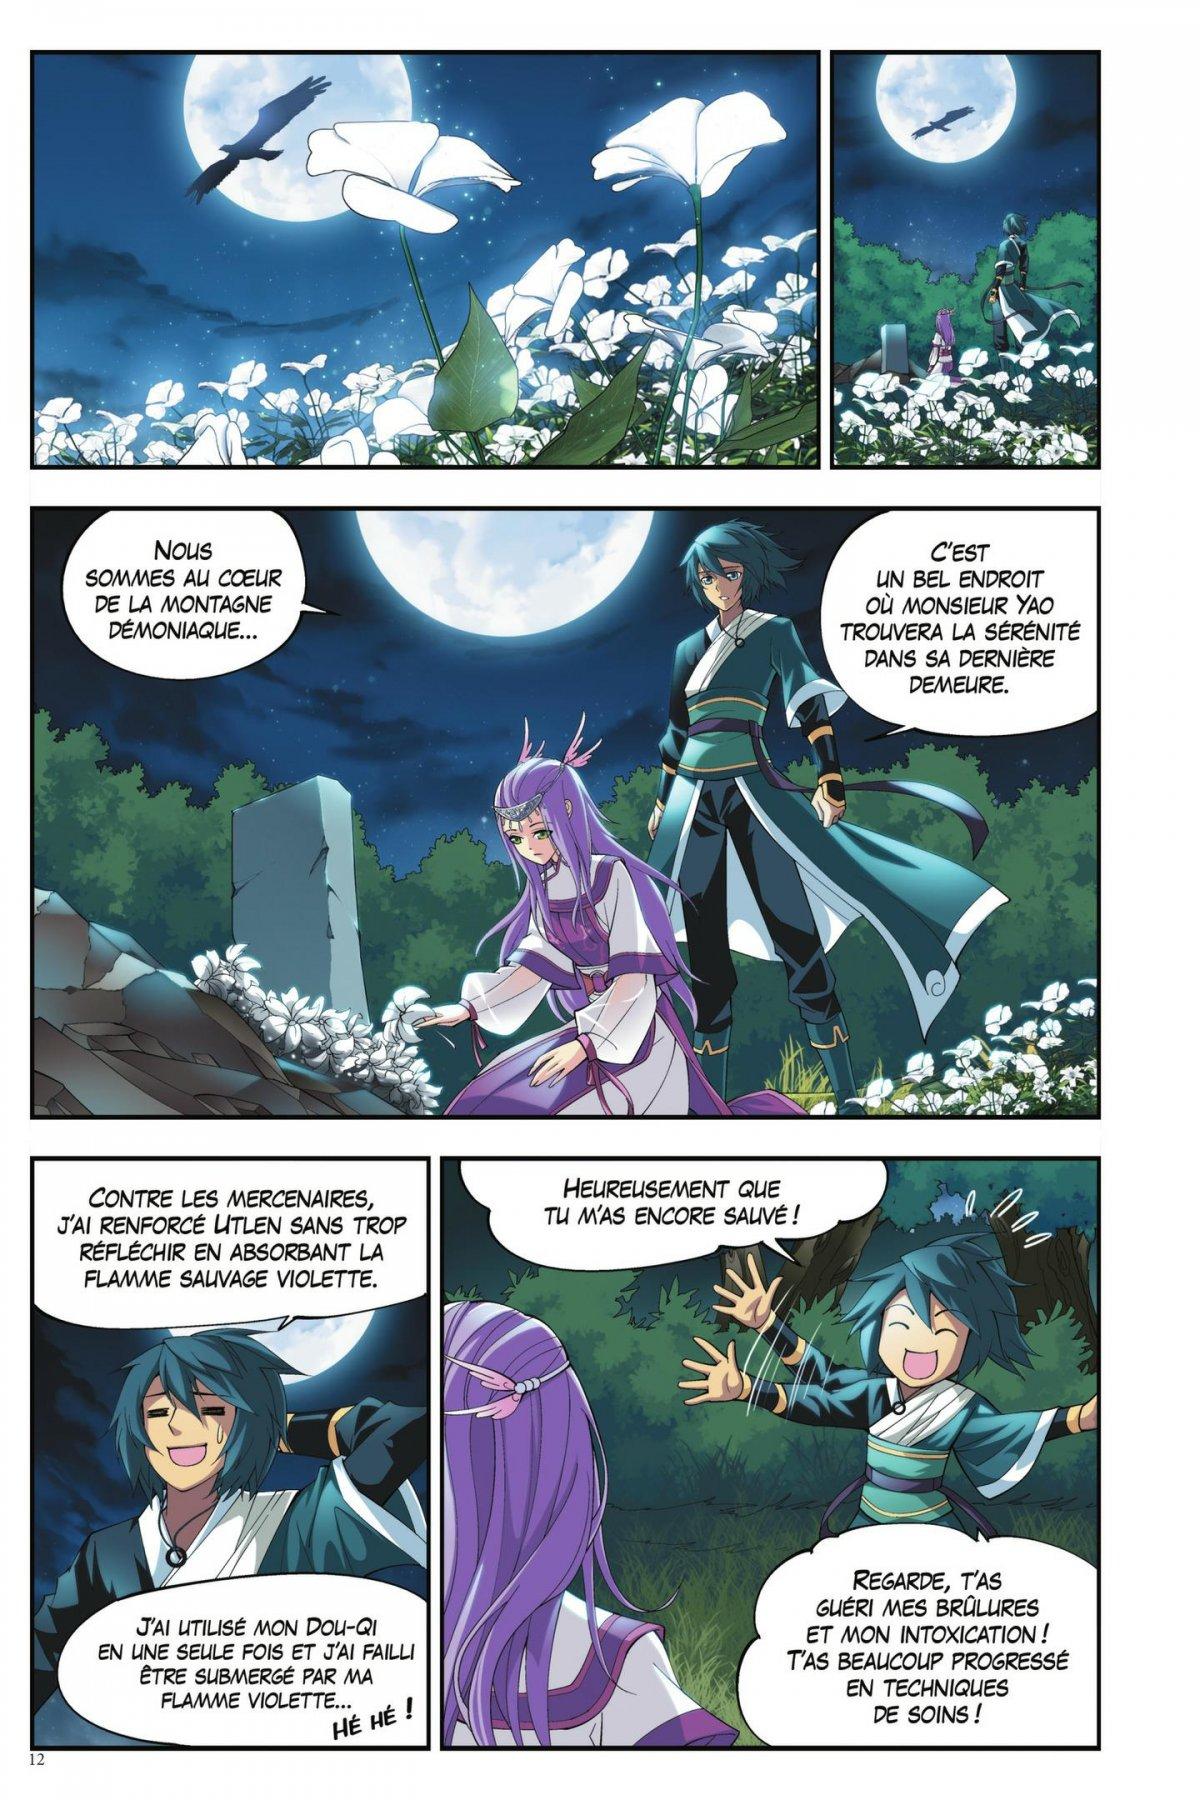 NOUS
SOMMES AU CŒUR
DE LA MONTAGNE
DÉMONIAQUE...
C'EST
UN BEL ENDROIT
OÙ MONSIEUR YAO
TROUVERA LA SÉRÉNITÉ
DANS SA DERNIÈRE
DEMEURE.
CONTRE LES MERCENAIRES,
J'AI RENFORCÉ UTLEN SANS TROP
RÉFLÉCHIR EN ABSORBANT LA
FLAMME SAUVAGE VIOLETTE.
J'AI UTILISÉ MON DOU-QI
EN UNE SEULE FOIS ET J'AI FAILLI
ÊTRE SUBMERGÉ PAR MA
FLAMME VIOLETTE...
HÉ HÉ !
HEUREUSEMENT QUE
TU M'AS ENCORE SAUVÉ !
REGARDE, T'AS
GUÉRI MES BRÛLURES
ET MON INTOXICATION !
T'AS BEAUCOUP PROGRESSÉ
EN TECHNIQUES
DE SOINS !
12